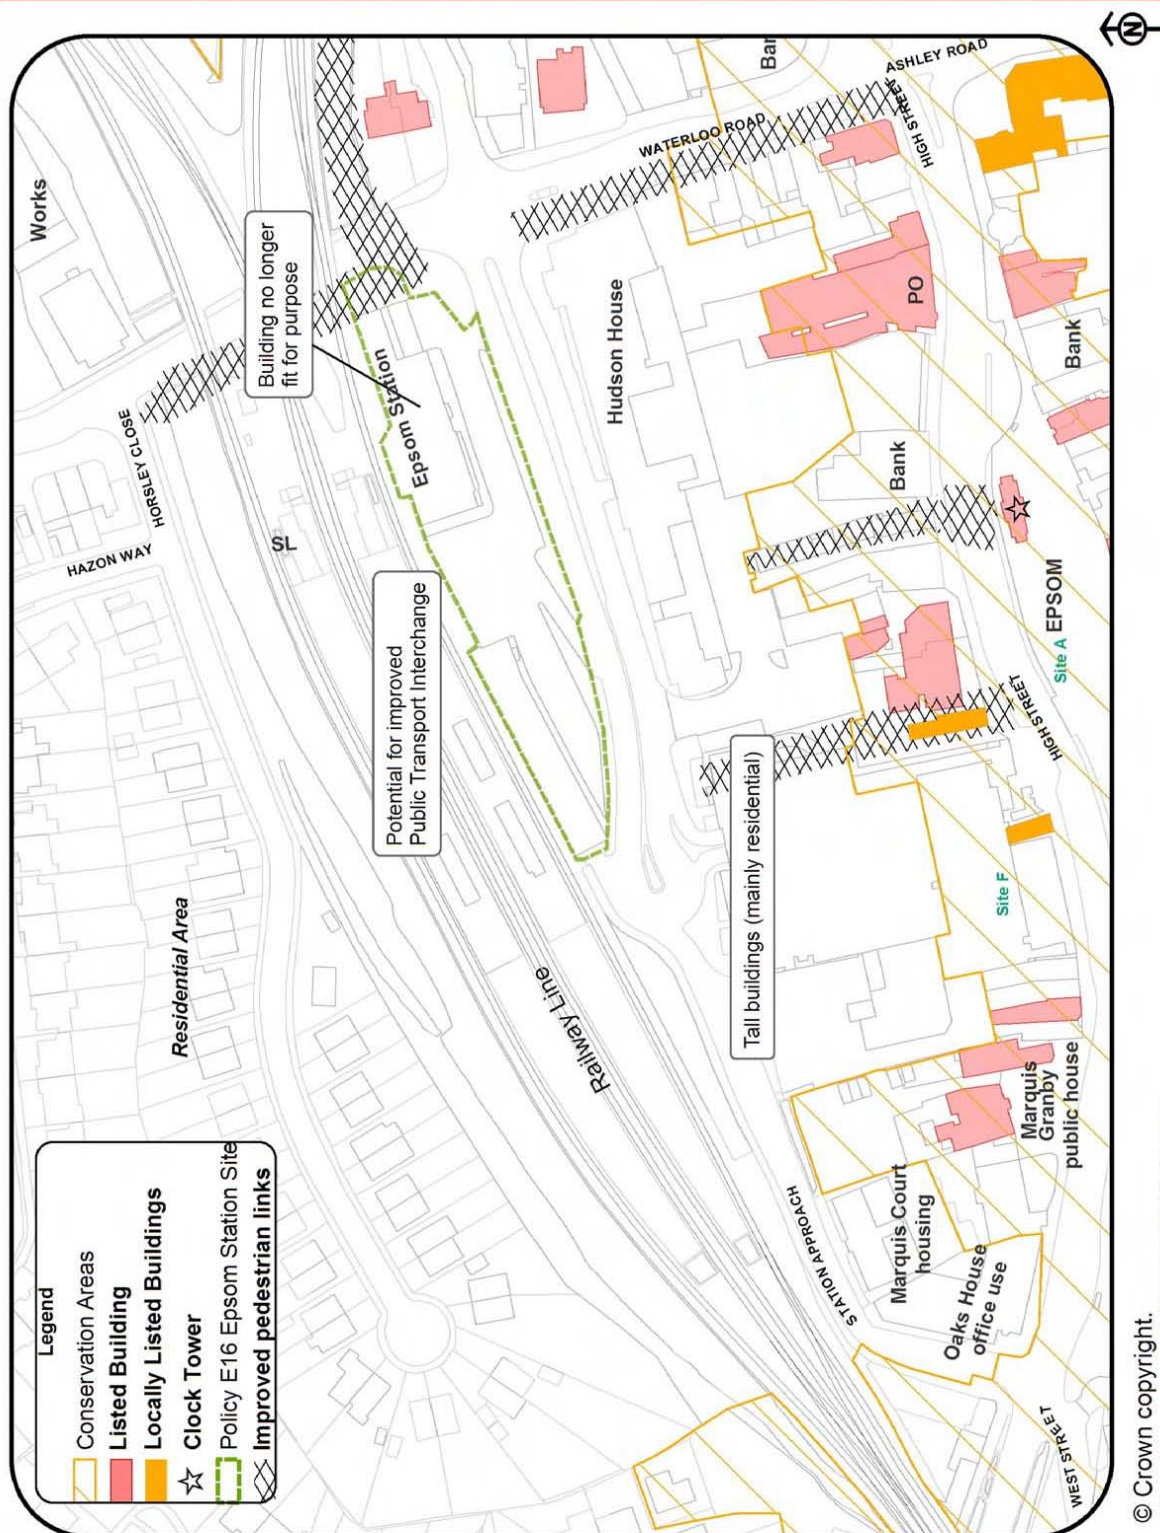 Legend
Conservation Areas
Listed Building
Locally Listed Buildings
Clock Tower
Policy E16 Epsom Station Site
Improved pedestrian links
Works
Building no longer
fit for purpose
HORSLEY CLOSE
HAZON WAY
SL
Epsom Station
Potential for improved
Public Transport Interchange
Residential Area
Railway Line
Hudson House
WATERLOO ROAD
ASHLEY ROAD
HIGH STREET
Bar
PO
Bank
Bank
EPSOM
Site A
HIGH STREET
Site F
Tall buildings (mainly residential)
STATION APPROACH
Marquis Court
housing
Marquis
Granby
public house
Oaks House
office use
WEST STREET
N
© Crown copyright.